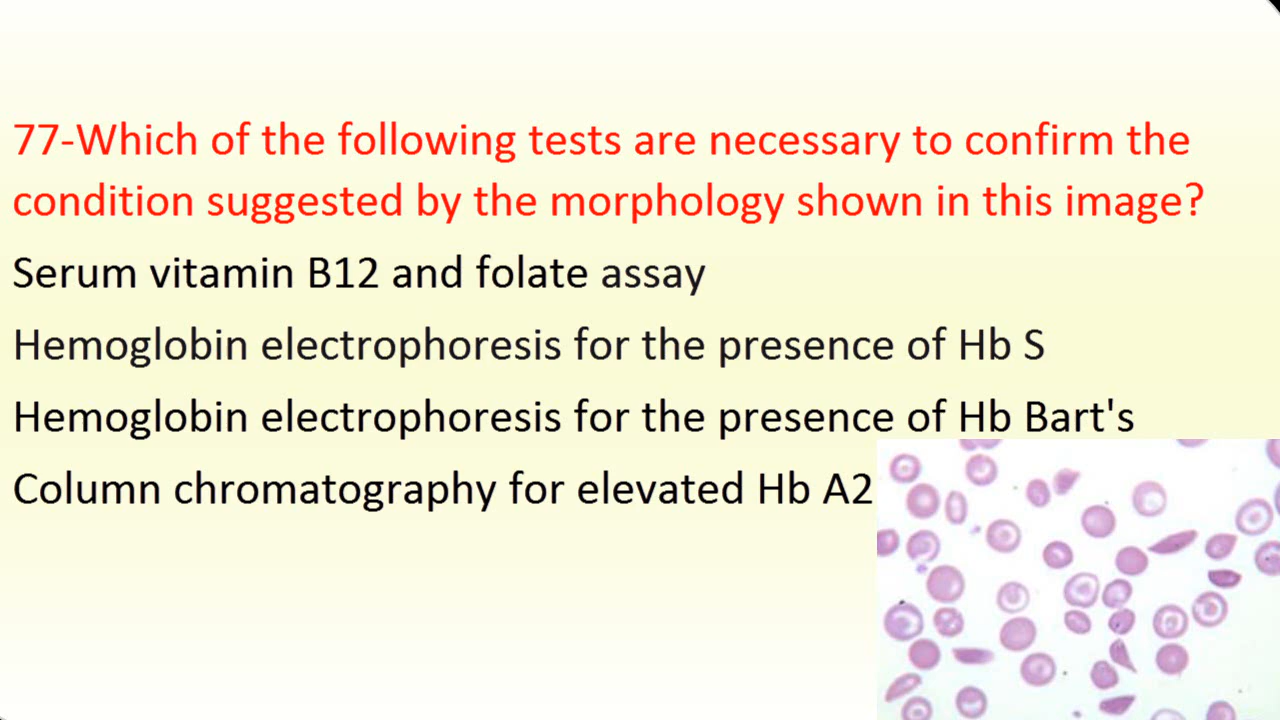 77-Which of the following tests are necessary to confirm the
condition suggested by the morphology shown in this image?
Serum vitamin B12 and folate assay
Hemoglobin electrophoresis for the presence of Hb S
Hemoglobin electrophoresis for the presence of Hb Bart's
Column chromatography for elevated Hb A2